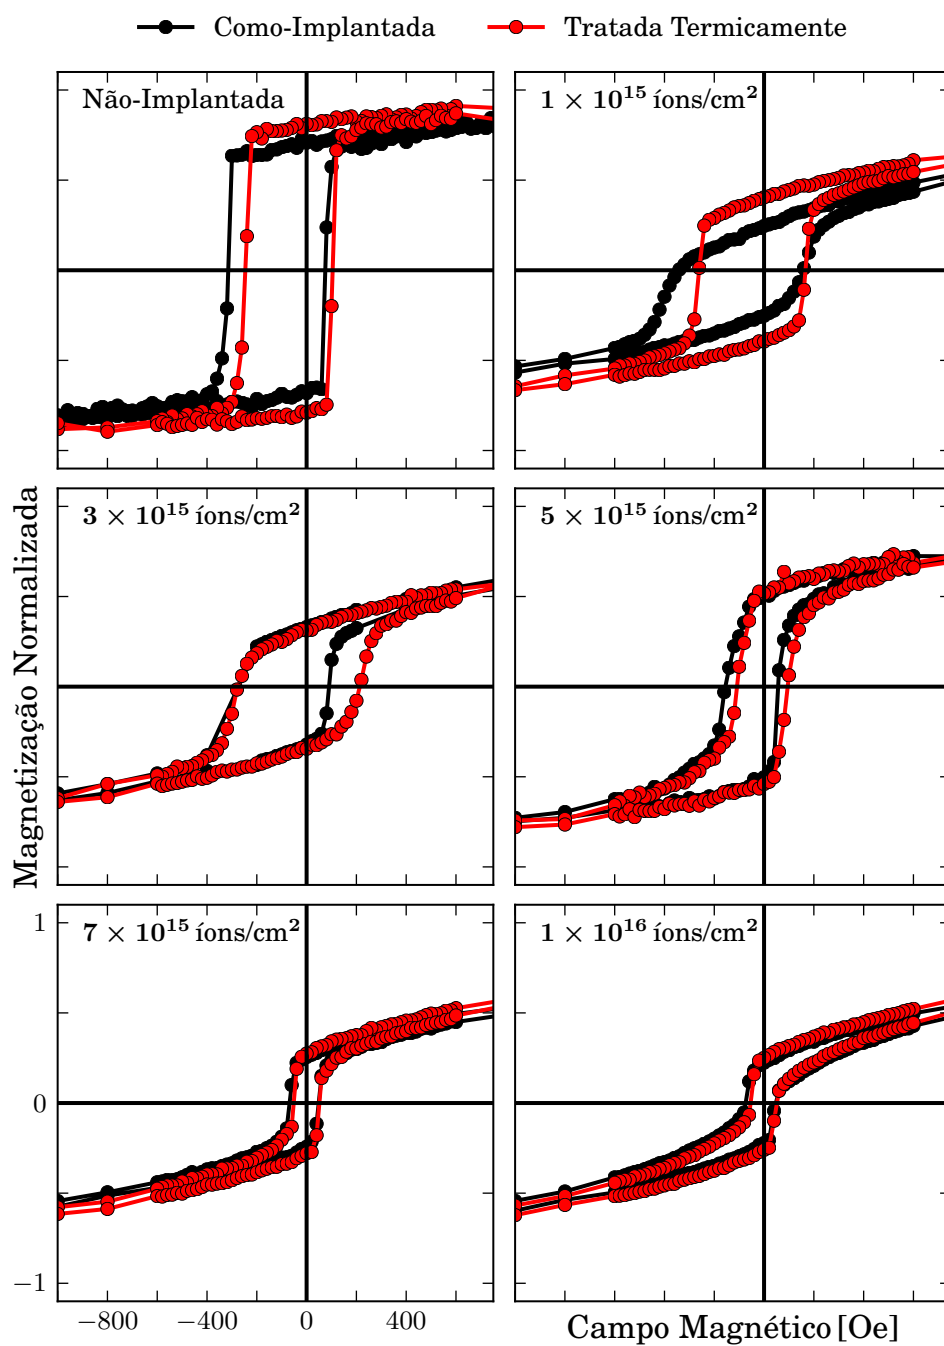 Como-Implantada Tratada Termicamente
Não-Implantada
1 × 10¹⁵ íons/cm²
3 × 10¹⁵ íons/cm²
5 × 10¹⁵ íons/cm²
Magnetização Normalizada
7 × 10¹⁵ íons/cm²
1 × 10¹⁶ íons/cm²
1
0
−1
−800 −400 0 400
Campo Magnético [Oe]